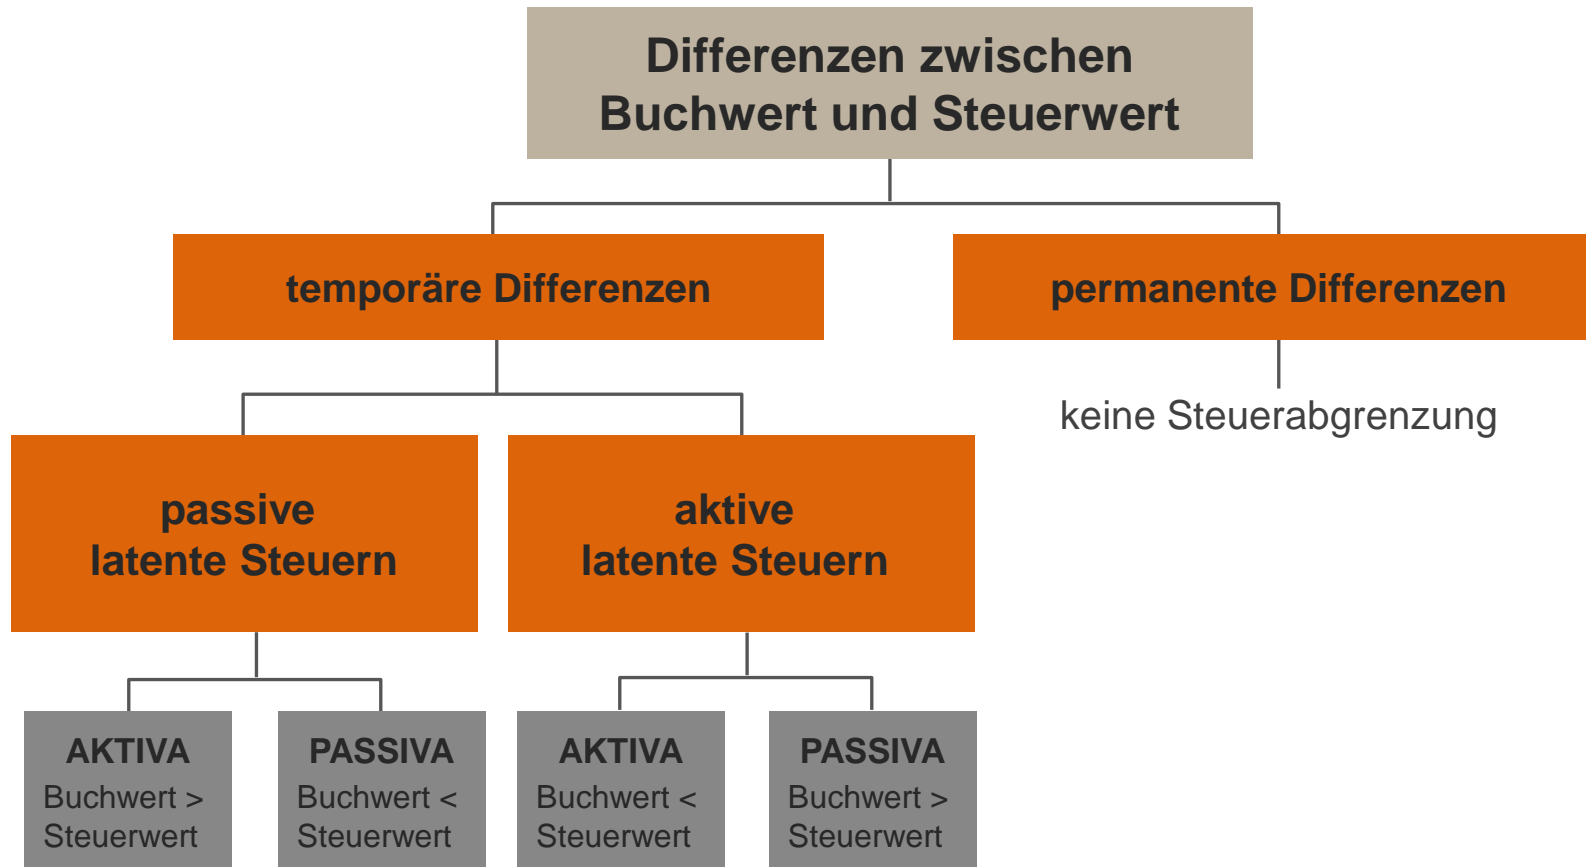 Differenzen zwischen
Buchwert und Steuerwert
temporäre Differenzen
permanente Differenzen
keine Steuerabgrenzung
passive
latente Steuern
aktive
latente Steuern
AKTIVA
Buchwert >
Steuerwert
PASSIVA
Buchwert <
Steuerwert
AKTIVA
Buchwert <
Steuerwert
PASSIVA
Buchwert >
Steuerwert